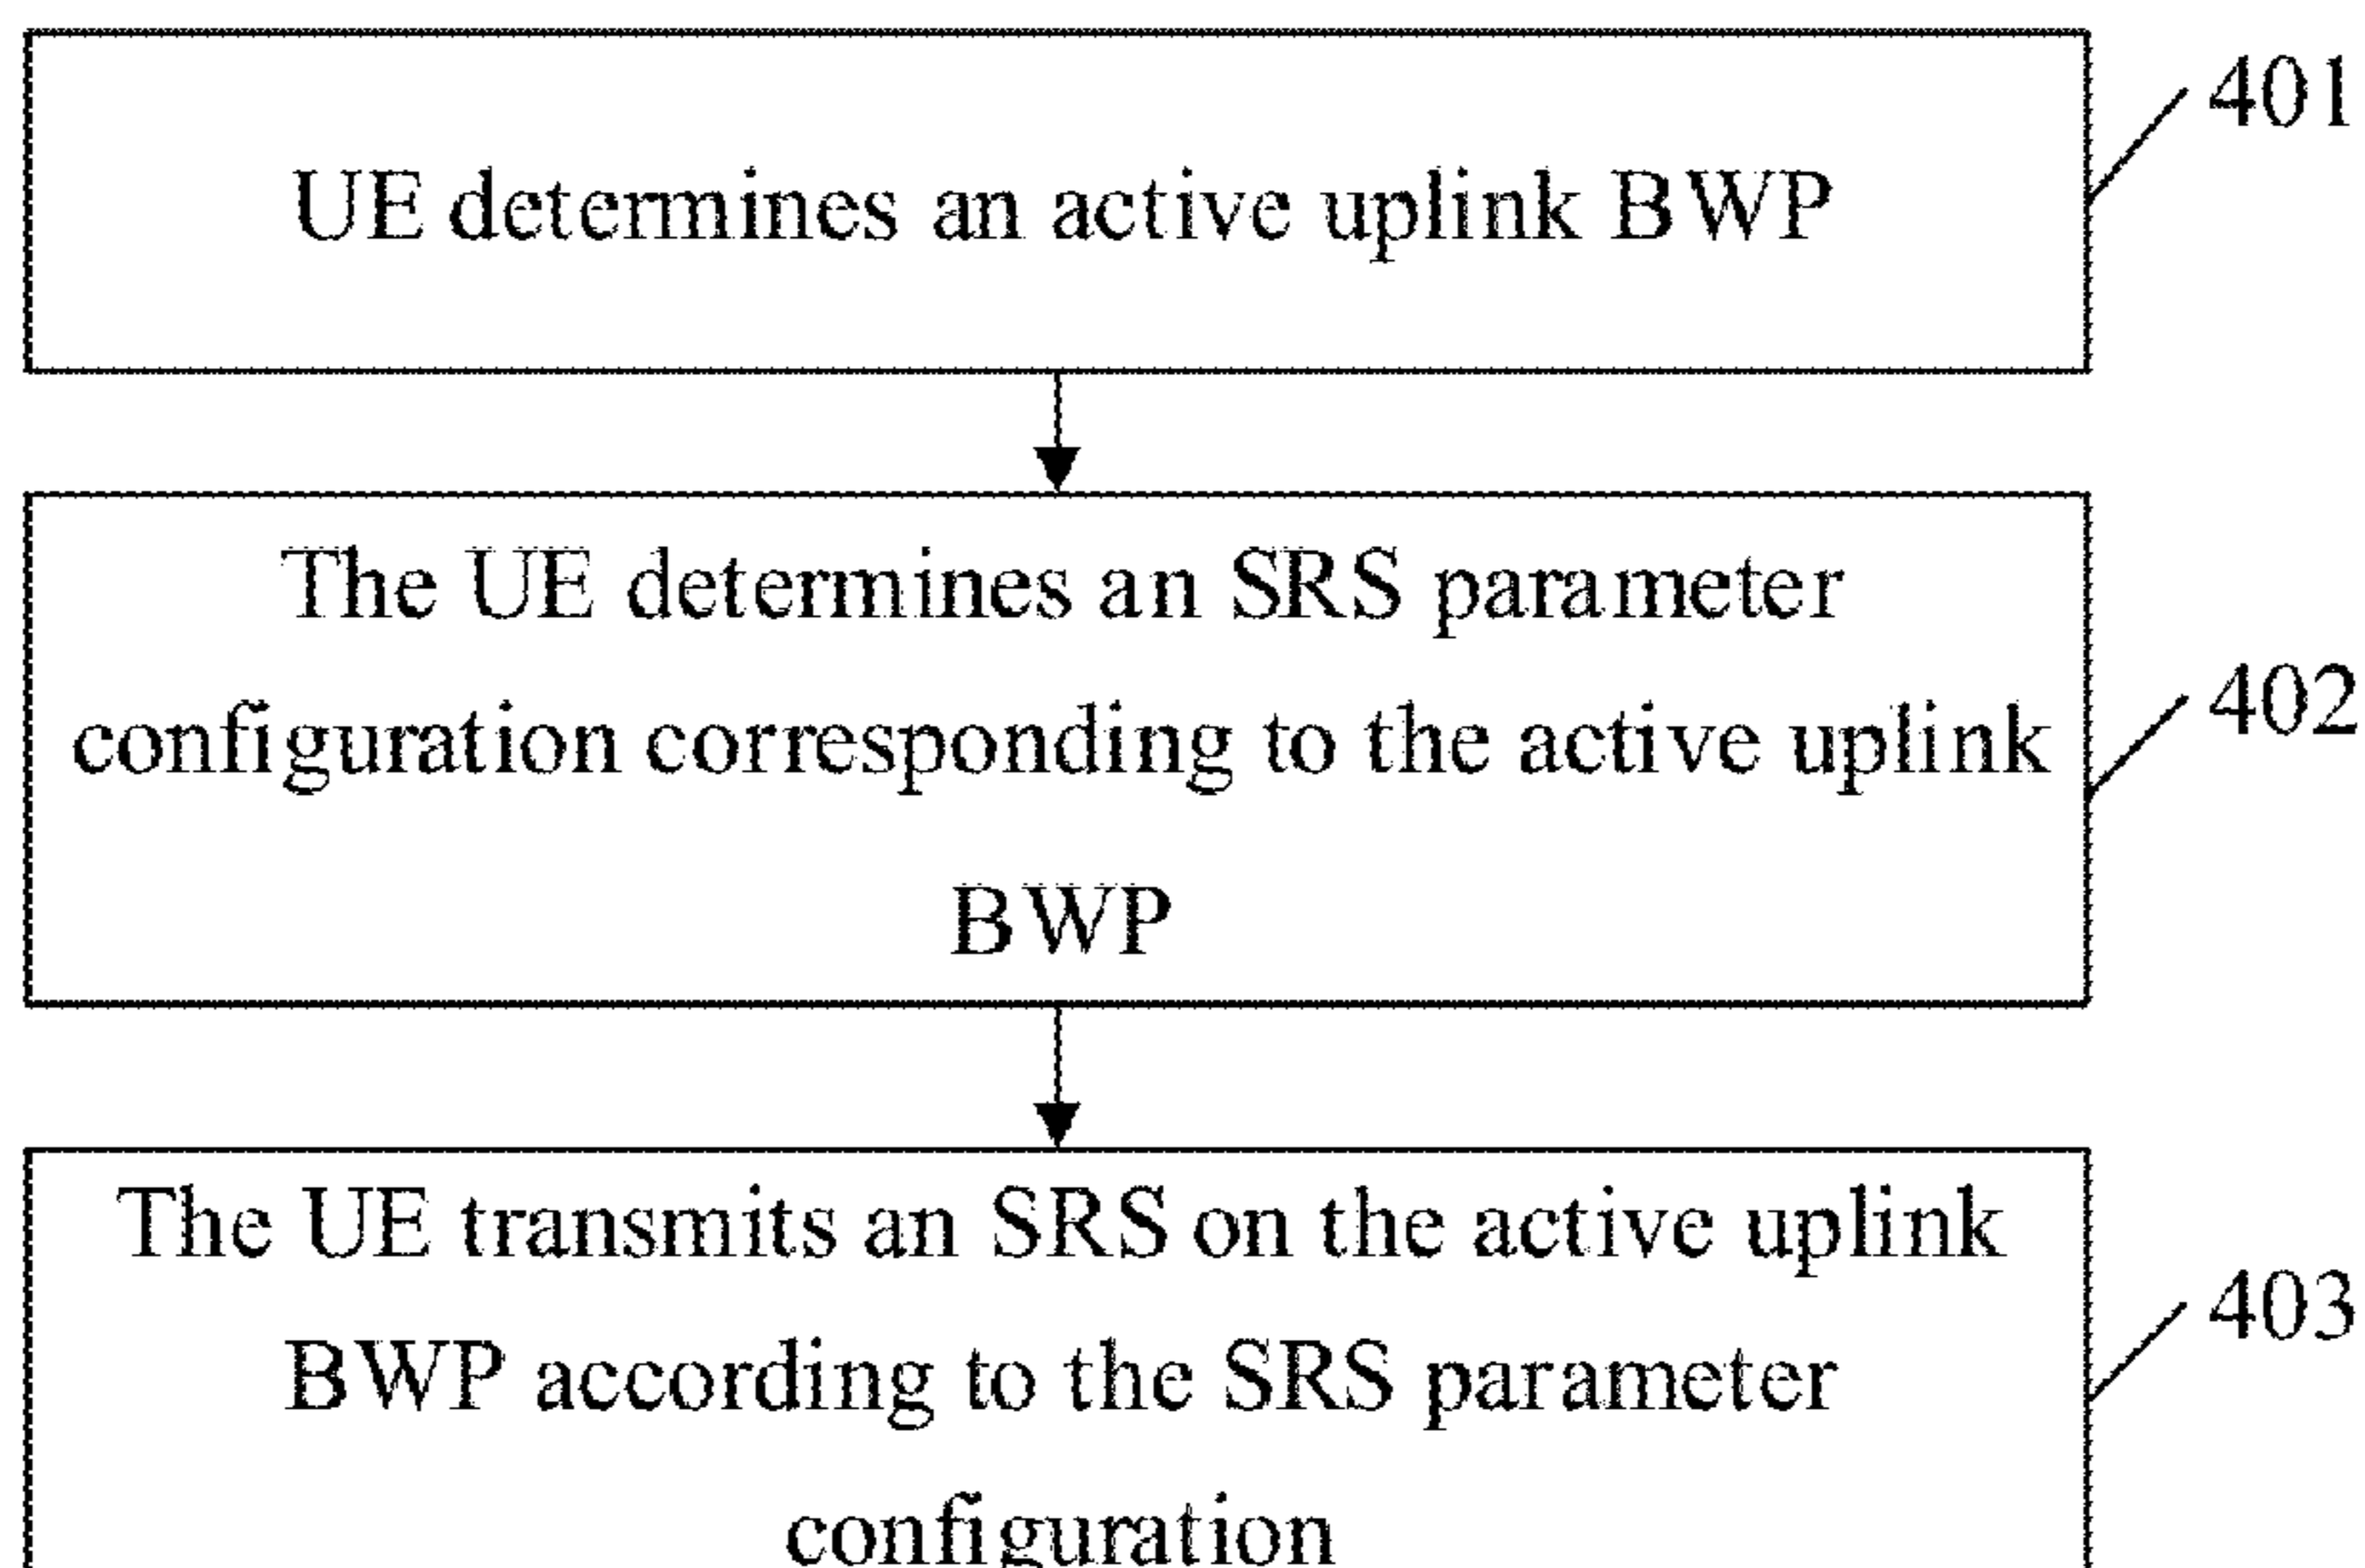 401
UE determines an active uplink BWP
The UE determines an SRS parameter
402
configuration corresponding to the active uplink
BWP
The UE transmits an SRS on the active uplink
403
BWP according to the SRS parameter
configuration